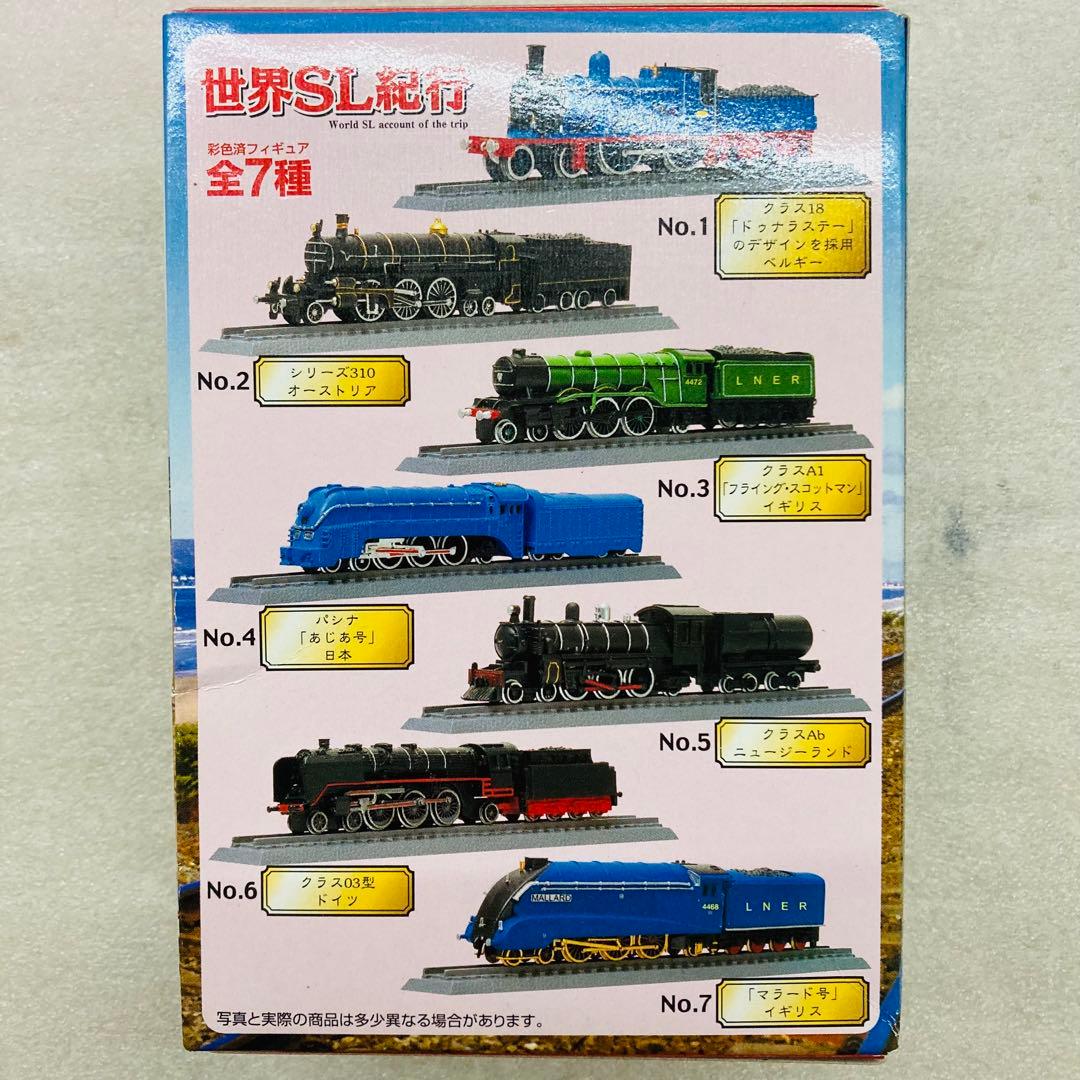 世界SL紀行
World SL account of the trip
彩色済フィギュア
全7種
No.1
クラス18
「ドゥナラステー」
のデザインを採用
ベルギー
No.2
シリーズ310
オーストリア
4472
LNER
No.3
クラスA1
「フライング・スコットマン」
イギリス
No.4
パシナ
「あじあ号」
日本
No.5
クラスAb
ニュージーランド
No.6
クラス03型
ドイツ
MALLARD
4468
LNER
No.7
「マラード号」
イギリス
写真と実際の商品は多少異なる場合があります。